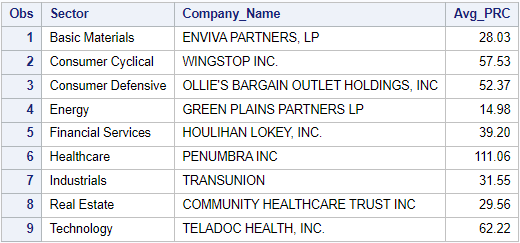 Obs Sector Company_Name Avg_PRC
1 Basic Materials ENVIVA PARTNERS, LP 28.03
2 Consumer Cyclical WINGSTOP INC. 57.53
3 Consumer Defensive OLLIE'S BARGAIN OUTLET HOLDINGS, INC 52.37
4 Energy GREEN PLAINS PARTNERS LP 14.98
5 Financial Services HOULIHAN LOKEY, INC. 39.20
6 Healthcare PENUMBRA INC 111.06
7 Industrials TRANSUNION 31.55
8 Real Estate COMMUNITY HEALTHCARE TRUST INC 29.56
9 Technology TELADOC HEALTH, INC. 62.22